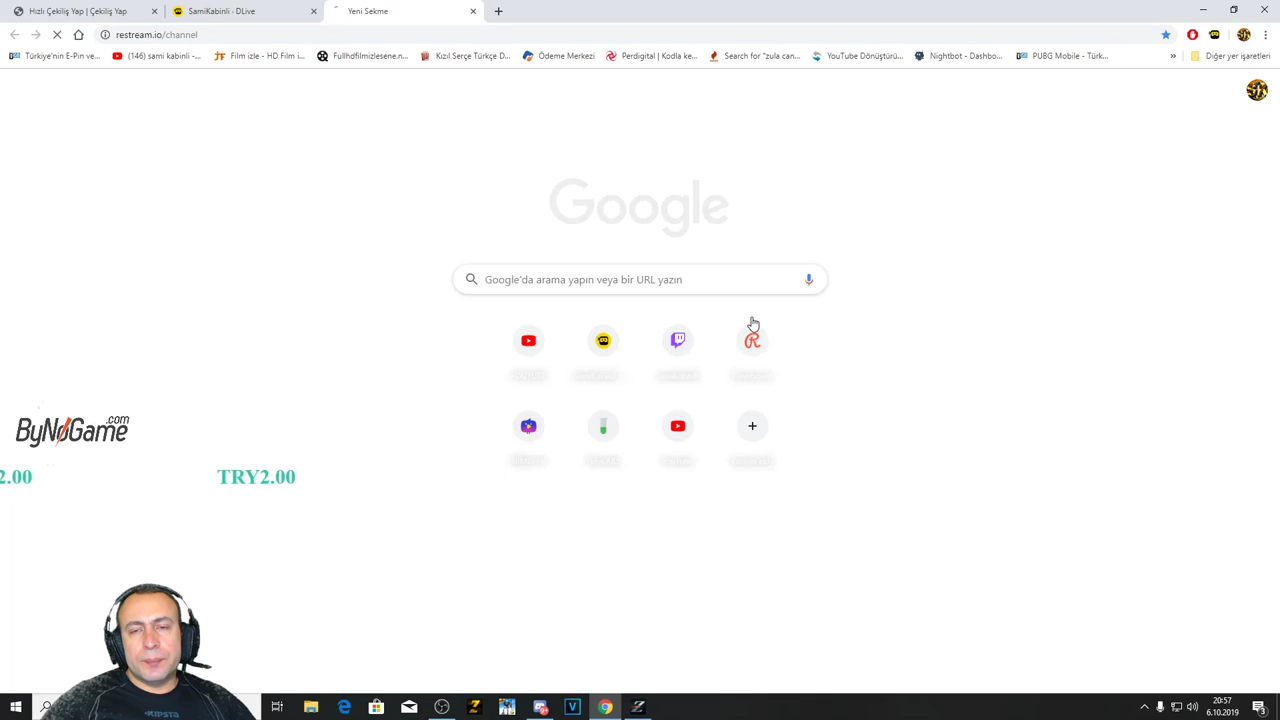 Hızlı Çekiliş Yap | Çekiliş Yap
SamiKabinli - DLive
Yeni Sekme
restream.io/channel
Türkiye'nin E-Pin ve...
(146) sami kabinli -...
Film izle - HD Film i...
Fullhdfilmizlesene.n...
Kızıl Serçe Türkçe D...
Ödeme Merkezi
Perdigital | Kodla ke...
Search for "zula can...
YouTube Dönüştürü...
Nightbot - Dashbo...
PUBG Mobile - Türk...
»
Diğer yer işaretleri
Google
Google'da arama yapın veya bir URL yazın
ByNoGame.com
2.00
TRY2.00
KIPSTA
20:57
6.10.2019